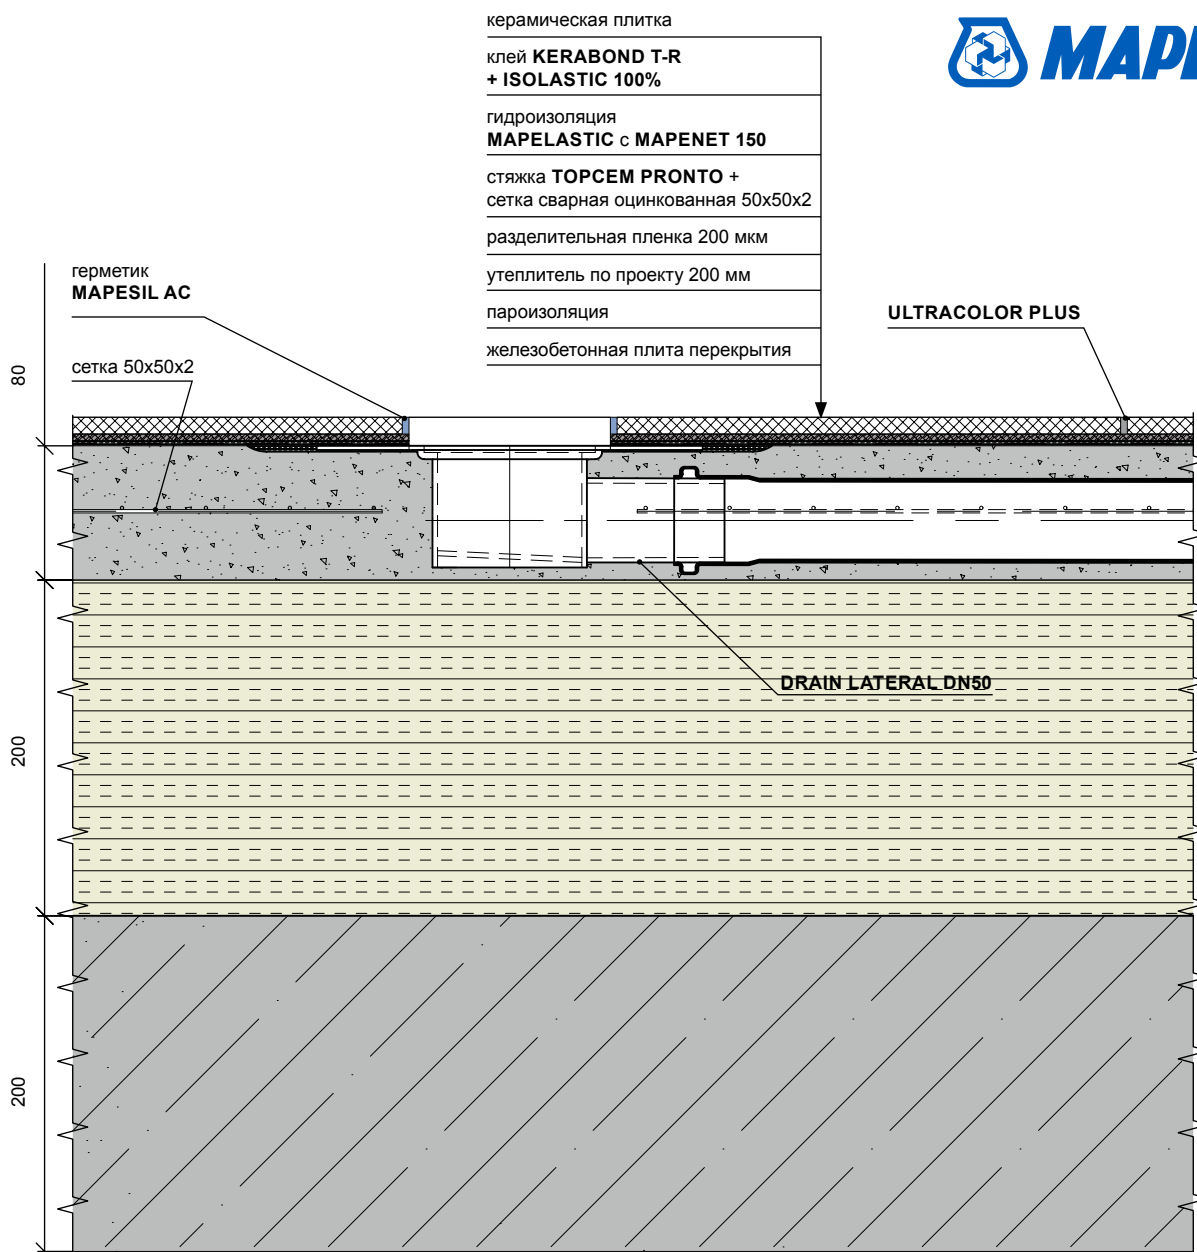 керамическая плитка
клей KERABOND T-R
+ ISOLASTIC 100%
гидроизоляция
MAPELASTIC с MAPENET 150
стяжка TOPCEM PRONTO +
сетка сварная оцинкованная 50x50x2
разделительная пленка 200 мкм
утеплитель по проекту 200 мм
пароизоляция
железобетонная плита перекрытия
герметик
MAPESIL AC
сетка 50x50x2
ULTRACOLOR PLUS
DRAIN LATERAL DN50
80
200
200